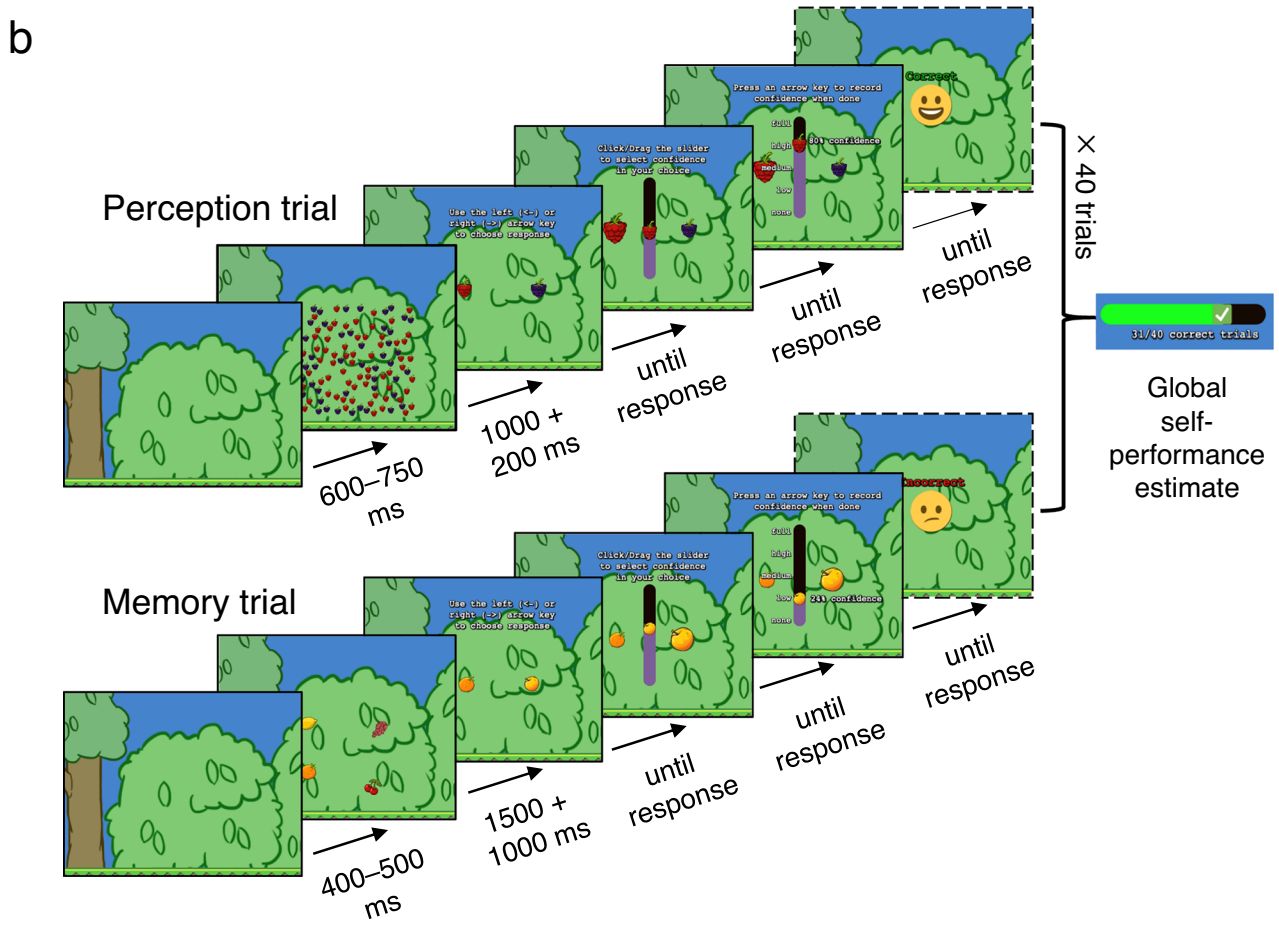 b
Perception trial
Correct
Press an arrow key to record
confidence when done
full
high
80% confidence
medium
low
none
Click/Drag the slider
to select confidence
in your choice
Use the left (<-) or
right (->) arrow key
to choose response
600–750
ms
1000 +
200 ms
until
response
until
response
until
response
× 40 trials
31/40 correct trials
Global
self-
performance
estimate
Memory trial
Incorrect
Press an arrow key to record
confidence when done
full
high
medium
low
24% confidence
none
Click/Drag the slider
to select confidence
in your choice
Use the left (<-) or
right (->) arrow key
to choose response
400–500
ms
1500 +
1000 ms
until
response
until
response
until
response